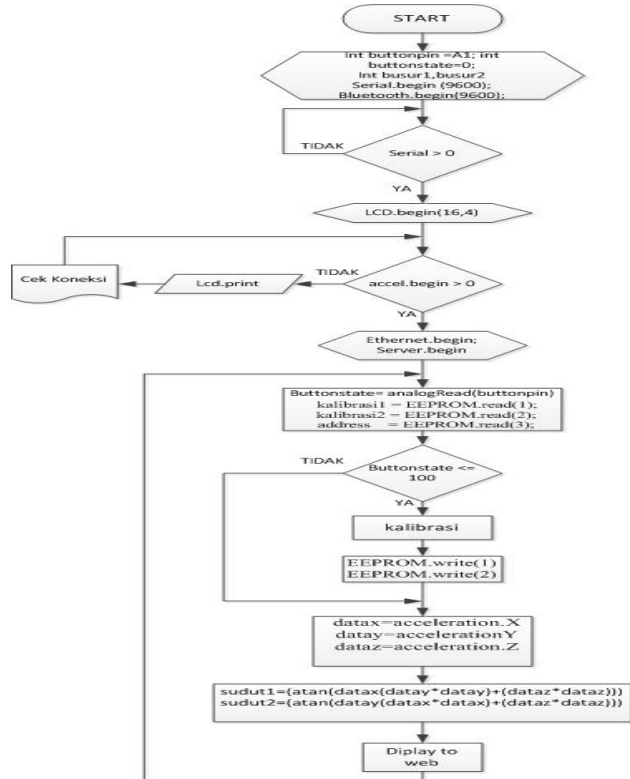 START
Int buttonpin =A1; int
buttonstate=0;
Int busur1,busur2
Serial.begin (9600);
Bluetooth.begin(9600);
TIDAK
Serial > 0
YA
LCD.begin(16,4)
Cek Koneksi
Lcd.print
TIDAK
accel.begin > 0
YA
Ethernet.begin;
Server.begin
Buttonstate= analogRead(buttonpin)
kalibrasi1 = EEPROM.read(1);
kalibrasi2 = EEPROM.read(2);
address = EEPROM.read(3);
TIDAK
Buttonstate <=
100
YA
kalibrasi
EEPROM.write(1)
EEPROM.write(2)
datax=acceleration.X
datay=accelerationY
dataz=acceleration.Z
sudut1=(atan(datax(datay*datay)+(dataz*dataz)))
sudut2=(atan(datay(datax*datax)+(dataz*dataz)))
Diplay to
web